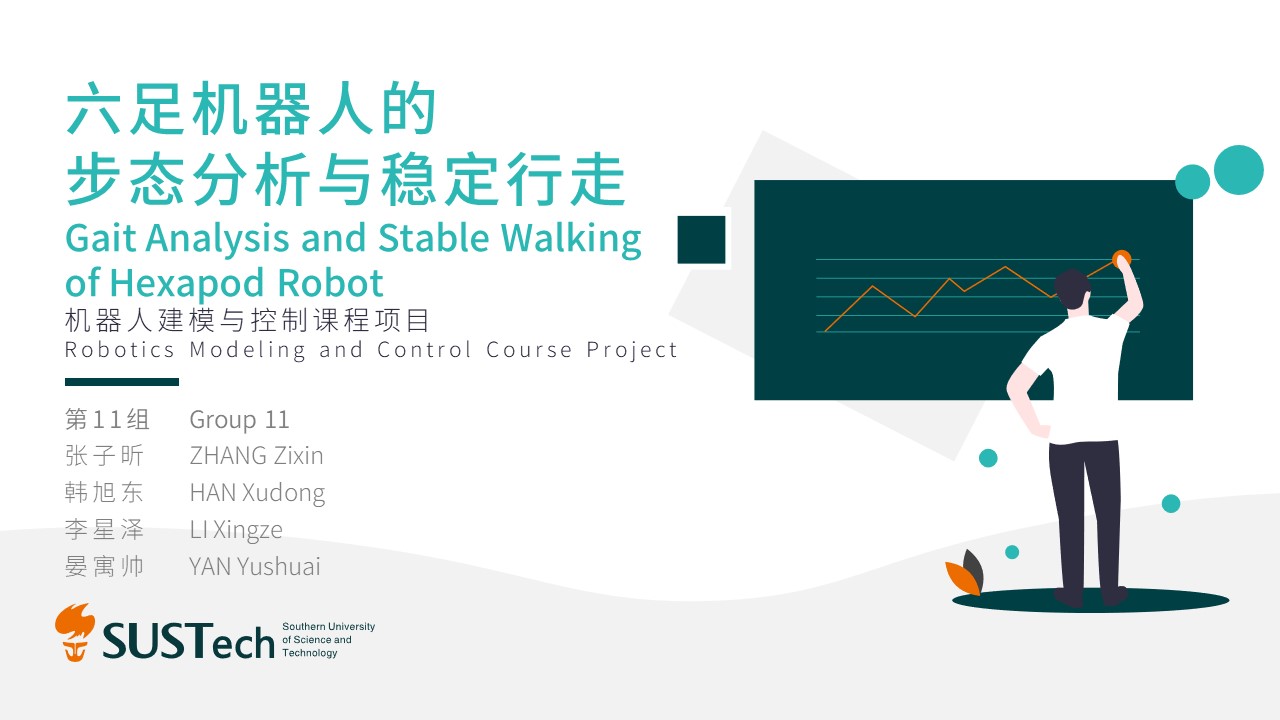 六足机器人的
步态分析与稳定行走
Gait Analysis and Stable Walking
of Hexapod Robot
机器人建模与控制课程项目
Robotics Modeling and Control Course Project
第11组 Group 11
张子昕 ZHANG Zixin
韩旭东 HAN Xudong
李星泽 LI Xingze
晏寓帅 YAN Yushuai
SUSTech
Southern University
of Science and
Technology